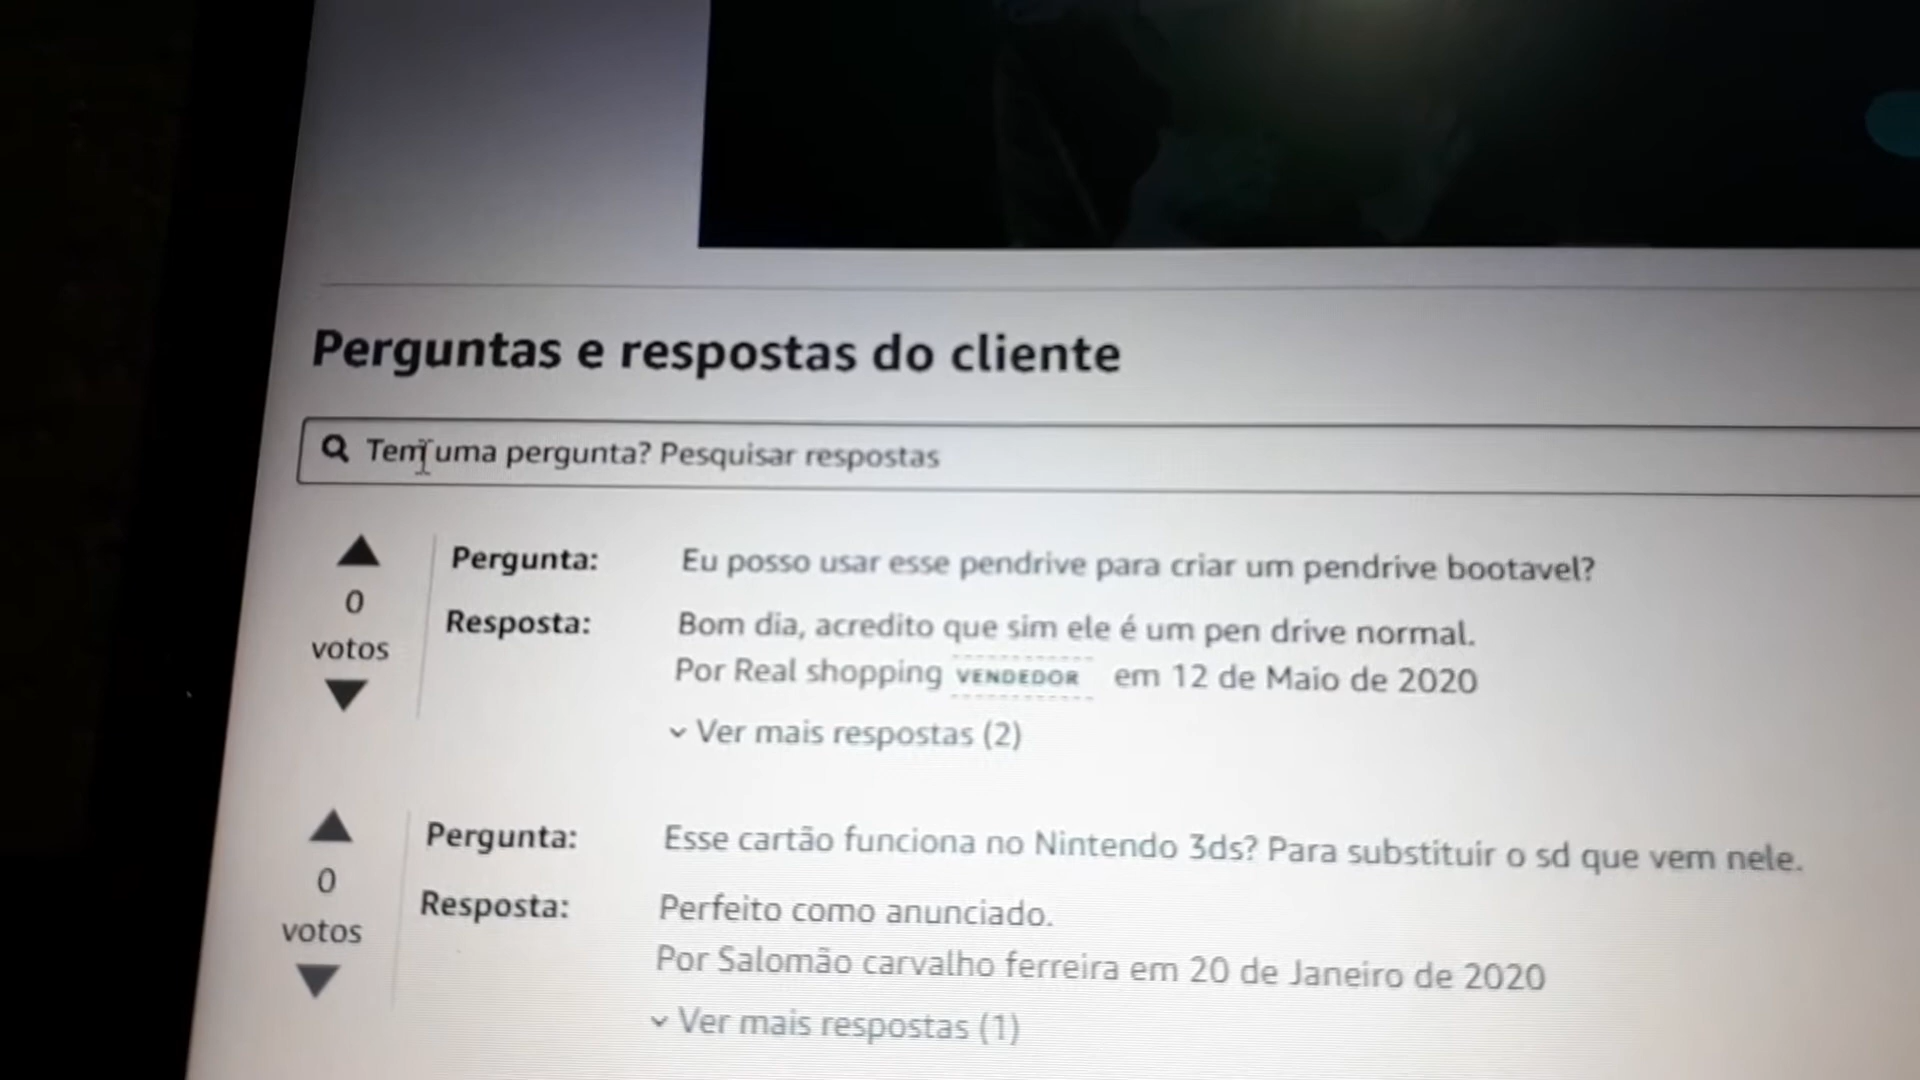 Perguntas e respostas do cliente
Tem uma pergunta? Pesquisar respostas
0
votos
Pergunta: Eu posso usar esse pendrive para criar um pendrive bootavel?
Resposta: Bom dia, acredito que sim ele é um pen drive normal.
Por Real shopping VENDEDOR em 12 de Maio de 2020
Ver mais respostas (2)
0
votos
Pergunta: Esse cartão funciona no Nintendo 3ds? Para substituir o sd que vem nele.
Resposta: Perfeito como anunciado.
Por Salomão carvalho ferreira em 20 de Janeiro de 2020
Ver mais respostas (1)